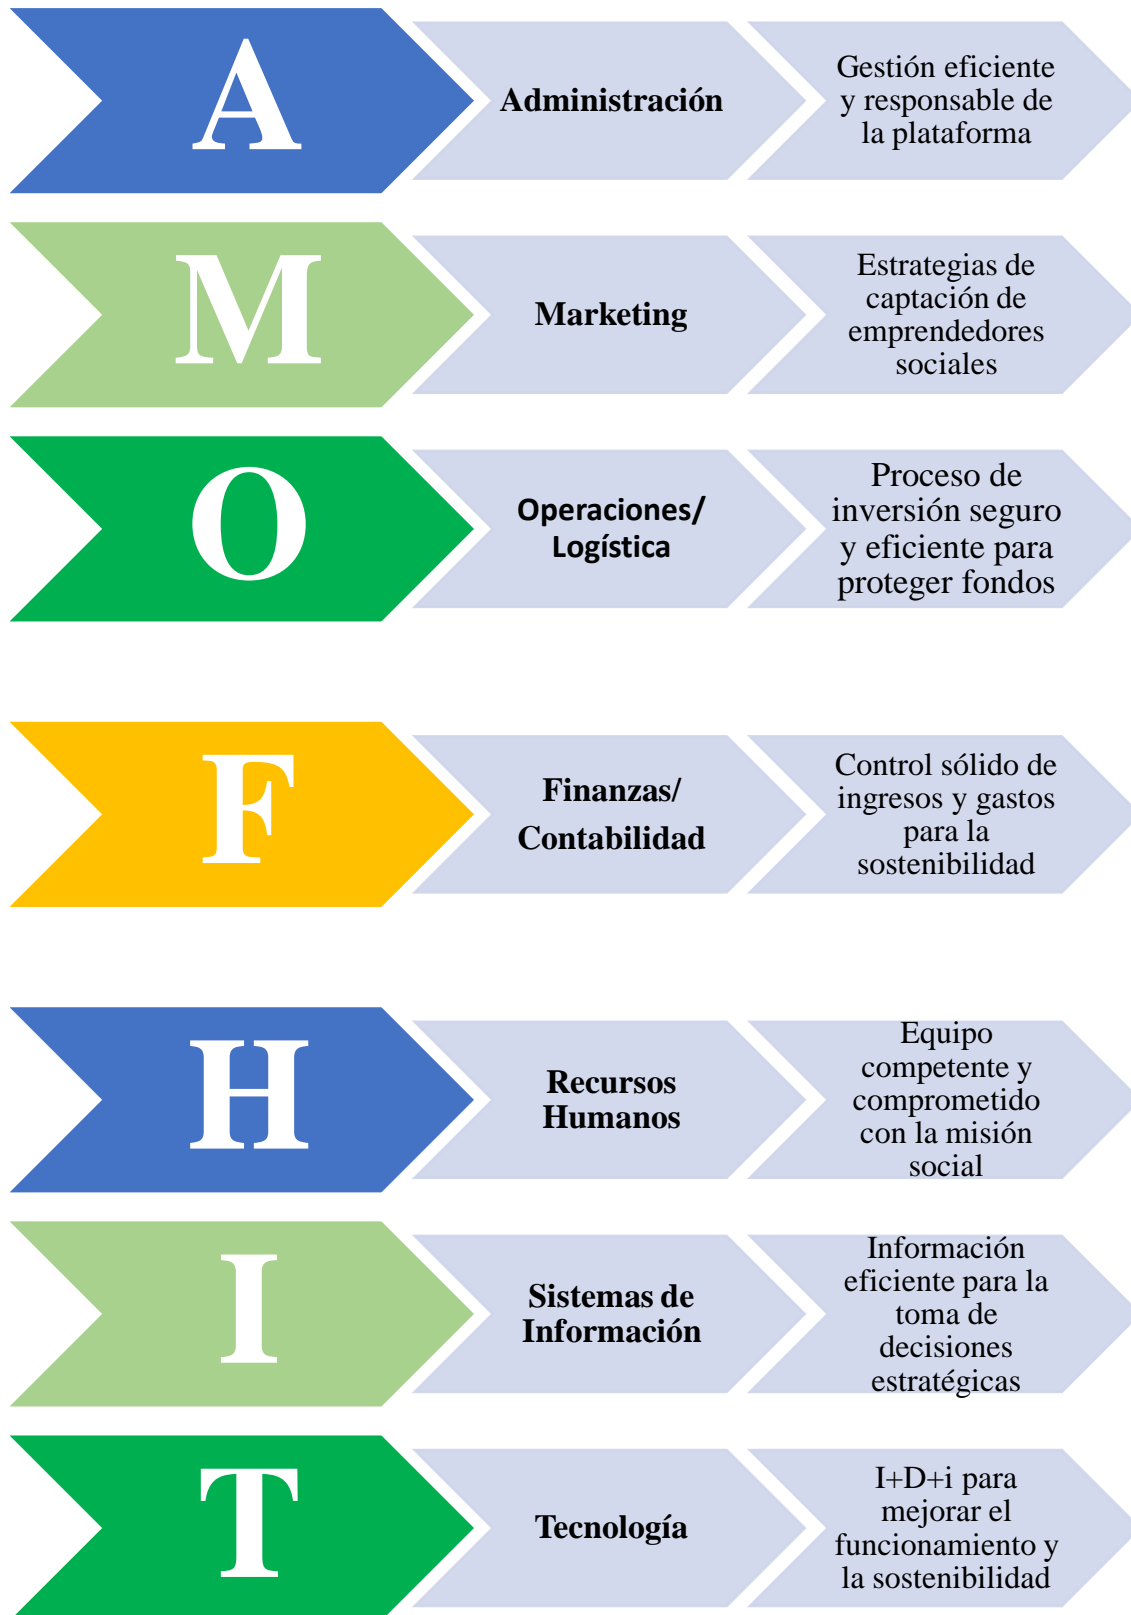 A
Administración
Gestión eficiente
y responsable de
la plataforma
M
Marketing
Estrategias de
captación de
emprendedores
sociales
O
Operaciones/
Logística
Proceso de
inversión seguro
y eficiente para
proteger fondos
F
Finanzas/
Contabilidad
Control sólido de
ingresos y gastos
para la
sostenibilidad
H
Recursos
Humanos
Equipo
competente y
comprometido
con la misión
social
I
Sistemas de
Información
Información
eficiente para la
toma de
decisiones
estratégicas
T
Tecnología
I+D+i para
mejorar el
funcionamiento y
la sostenibilidad